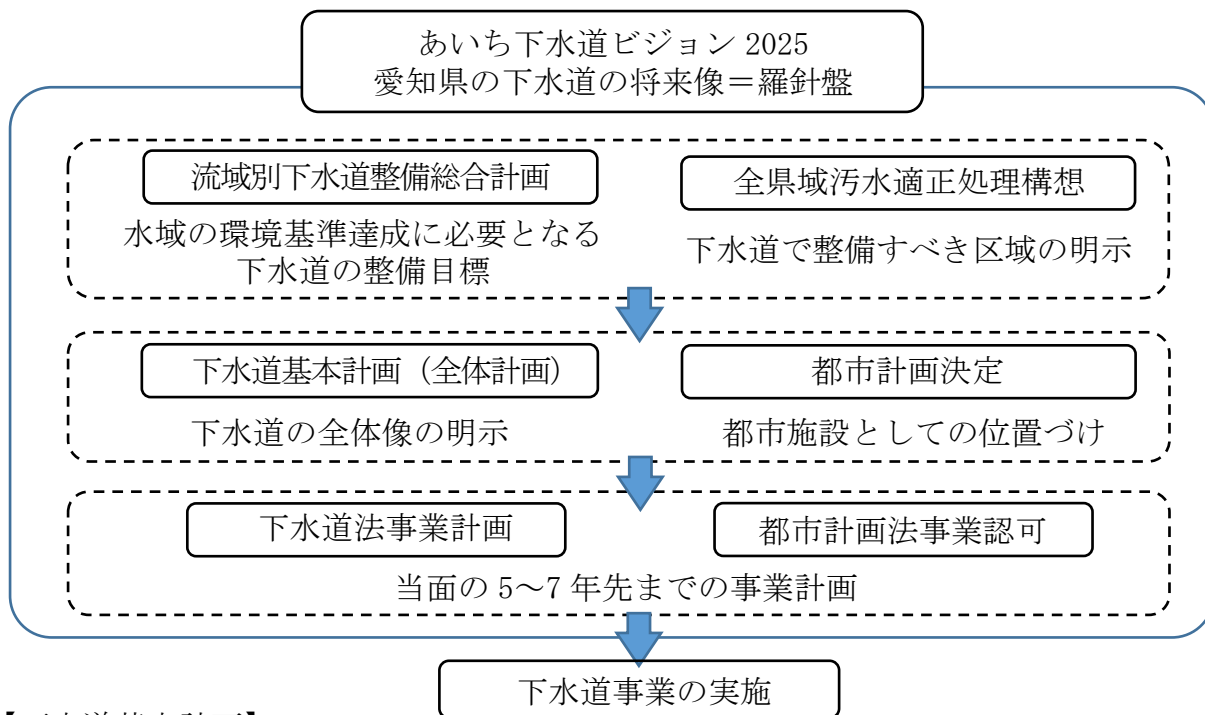 あいち下水道ビジョン 2025
愛知県の下水道の将来像＝羅針盤
流域別下水道整備総合計画
全県域汚水適正処理構想
水域の環境基準達成に必要となる
下水道の整備目標
下水道で整備すべき区域の明示
下水道基本計画（全体計画）
都市計画決定
下水道の全体像の明示
都市施設としての位置づけ
下水道法事業計画
都市計画法事業認可
当面の 5～7 年先までの事業計画
下水道事業の実施